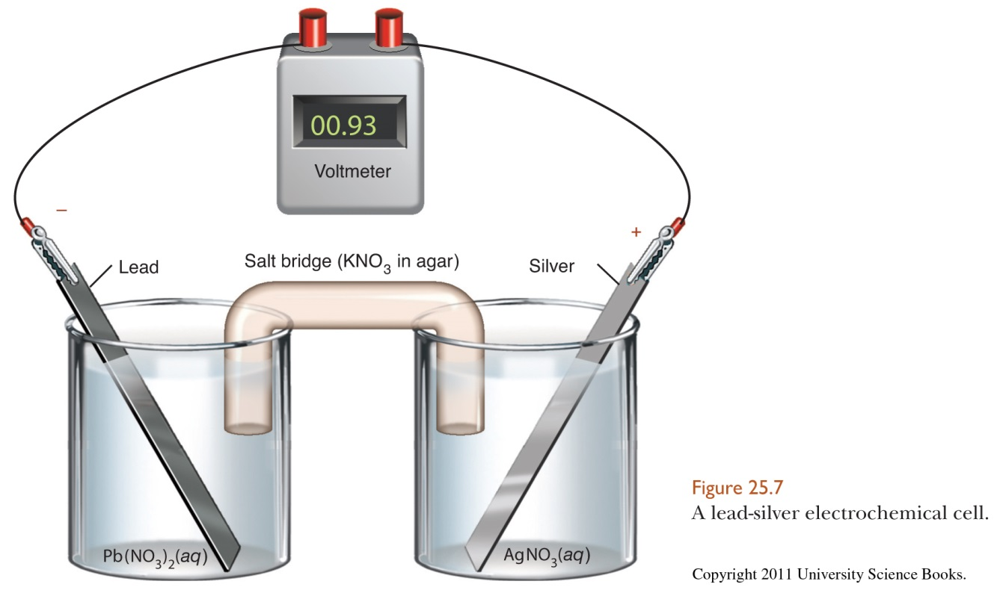 00.93
Voltmeter
–
+
Lead
Salt bridge (KNO₃ in agar)
Silver
Pb(NO₃)₂(aq)
AgNO₃(aq)
Figure 25.7
A lead-silver electrochemical cell.
Copyright 2011 University Science Books.